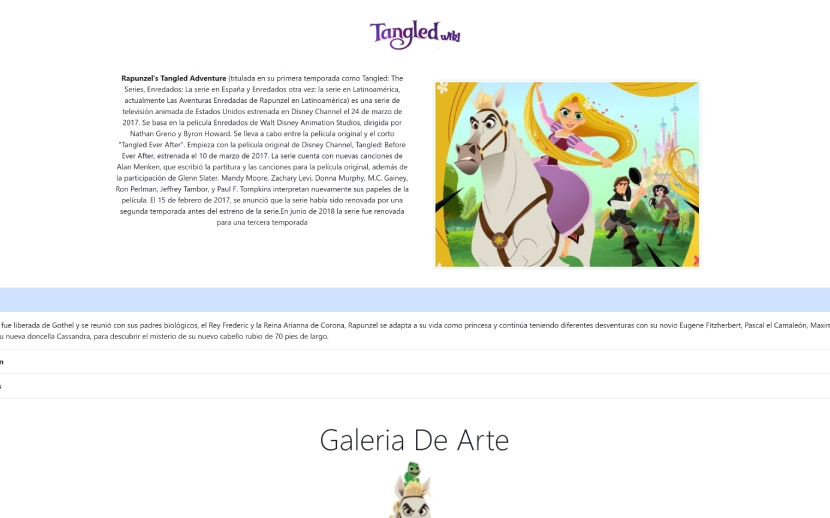 Tangled wiki
Rapunzel's Tangled Adventure (titulada en su primera temporada como Tangled: The
Series, Enredados: La serie en España y Enredados otra vez: la serie en Latinoamérica,
actualmente Las Aventuras Enredadas de Rapunzel en Latinoamérica) es una serie de
televisión animada de Estados Unidos estrenada en Disney Channel el 24 de marzo de
2017. Se basa en la película Enredados de Walt Disney Animation Studios, dirigida por
Nathan Greno y Byron Howard. Se lleva a cabo entre la película original y el corto
"Tangled Ever After". Empieza con la película original de Disney Channel, Tangled: Before
Ever After, estrenada el 10 de marzo de 2017. La serie cuenta con nuevas canciones de
Alan Menken, que escribió la partitura y las canciones para la película original, además de
la participación de Glenn Slater. Mandy Moore, Zachary Levi, Donna Murphy, M.C. Gainey,
Ron Perlman, Jeffrey Tambor, y Paul F. Tompkins interpretan nuevamente sus papeles de la
película. El 15 de febrero de 2017, se anunció que la serie había sido renovada por una
segunda temporada antes del estreno de la serie.En junio de 2018 la serie fue renovada
para una tercera temporada
fue liberada de Gothel y se reunió con sus padres biológicos, el Rey Frederic y la Reina Arianna de Corona, Rapunzel se adapta a su vida como princesa y continúa teniendo diferentes desventuras con su novio Eugene Fitzherbert, Pascal el Camaleón,
nueva doncella Cassandra, para descubrir el misterio de su nuevo cabello rubio de 70 pies de largo.
Galeria De Arte